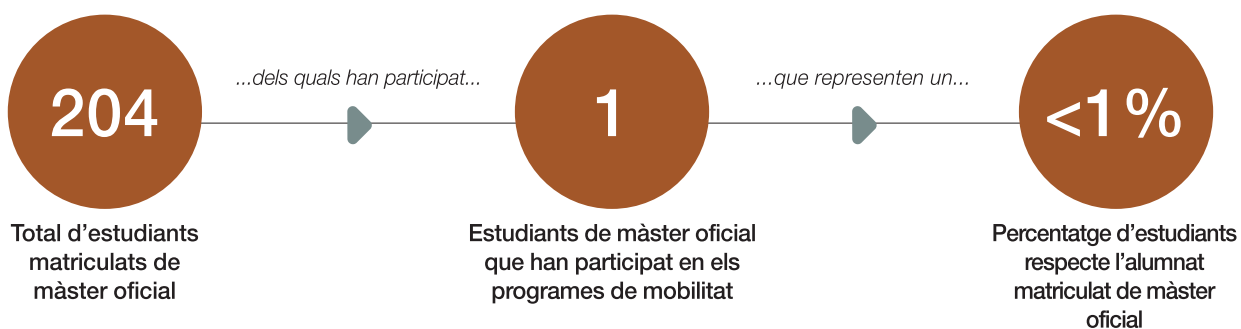 204
Total d’estudiants
matriculats de
màster oficial
...dels quals han participat...
1
Estudiants de màster oficial
que han participat en els
programes de mobilitat
...que representen un...
<1%
Percentatge d’estudiants
respecte l’alumnat
matriculat de màster
oficial